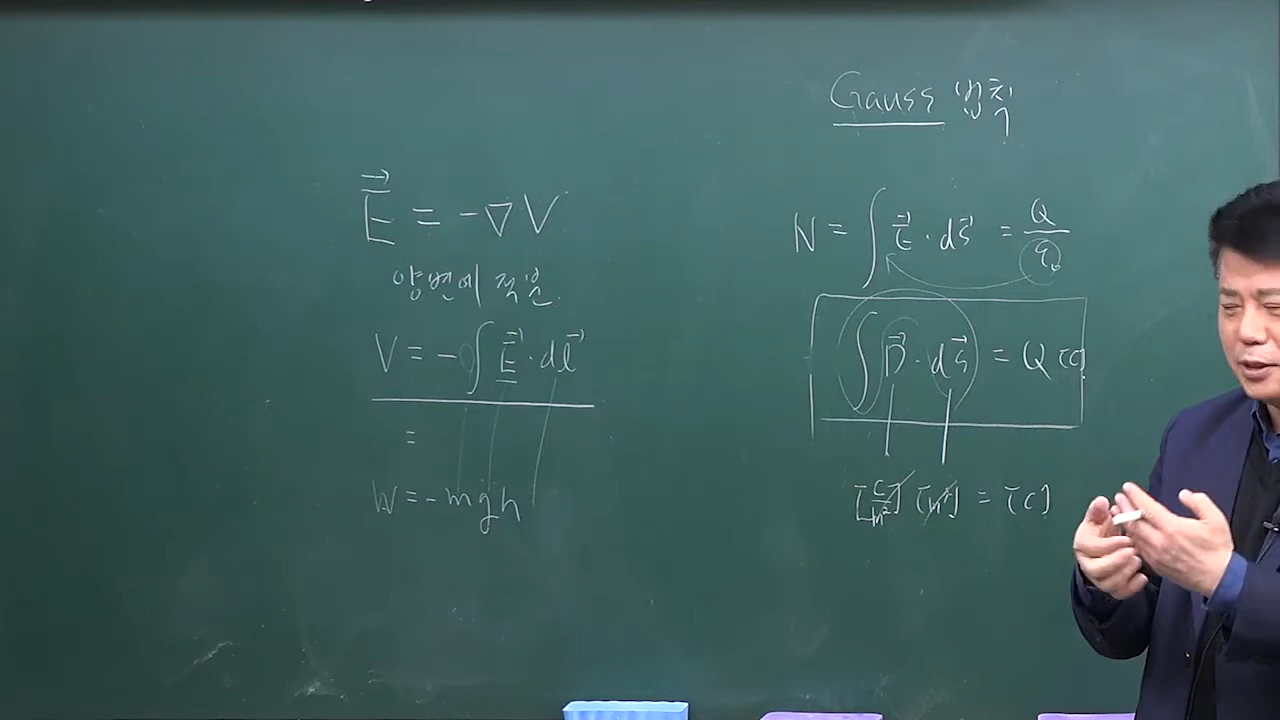 Gauss 법칙
E⃗ = -∇V
양변에 적분.
V = -∫ E⃗ · dl⃗
=
W = -mgh
N = ∫ E⃗ · ds⃗ = Q/ε₀
∫ D⃗ · ds⃗ = Q [C]
[C/m²] [m²] = [C]